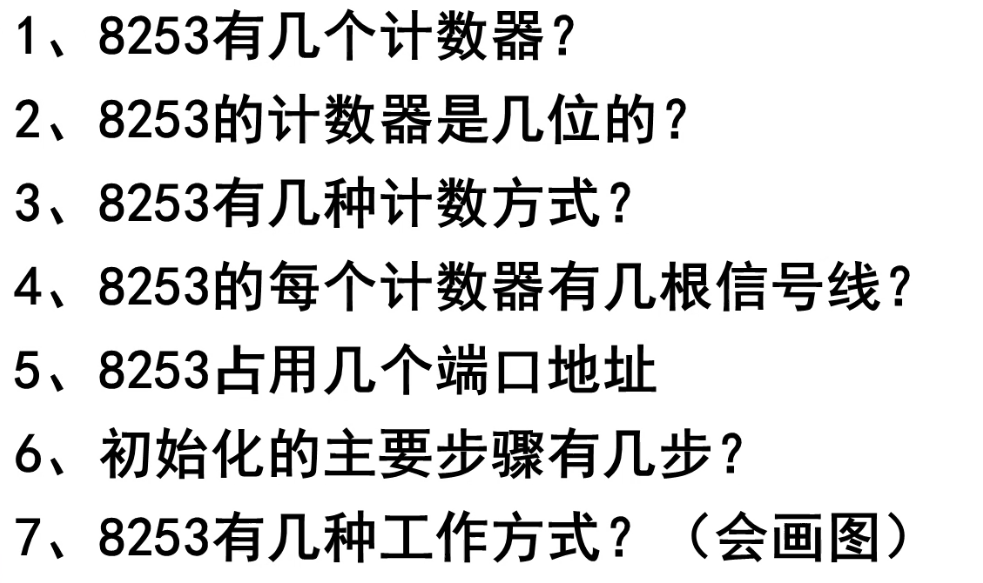 1、8253有几个计数器？
2、8253的计数器是几位的？
3、8253有几种计数方式？
4、8253的每个计数器有几根信号线？
5、8253占用几个端口地址
6、初始化的主要步骤有几步？
7、8253有几种工作方式？（会画图）